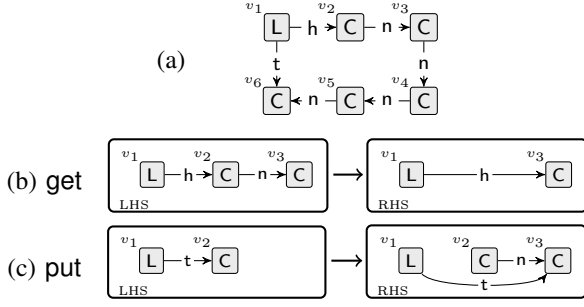 v1 L h v2 C n v3 C
(a) t n
v6 C n v5 C n v4 C
(b) get v1 L h v2 C n v3 C LHS v1 L h v3 C RHS
(c) put v1 L t v2 C LHS v1 L v2 C n v3 C t RHS